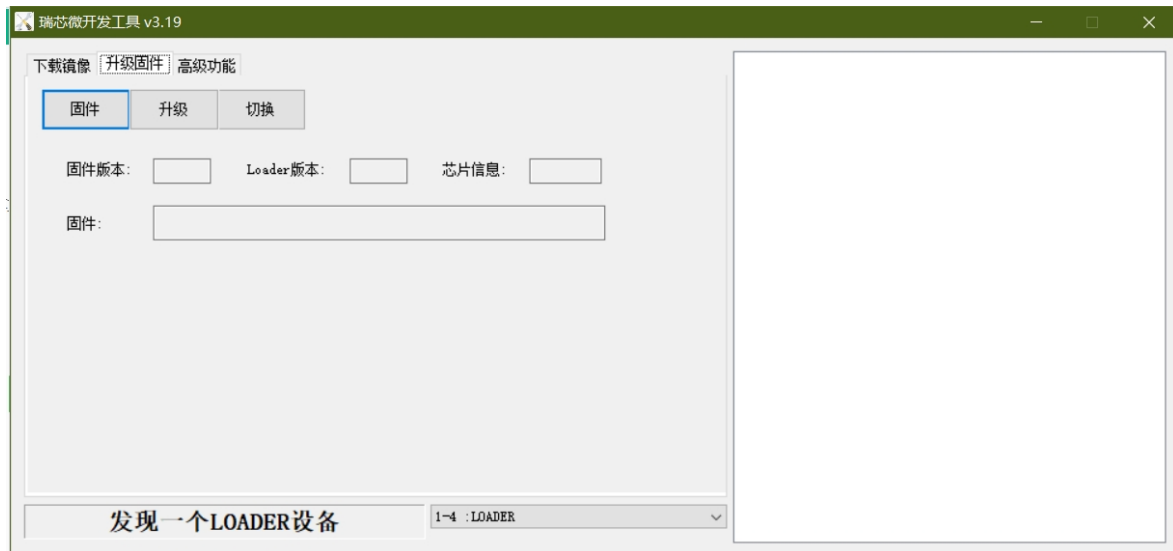 瑞芯微开发工具 v3.19
下载镜像 升级固件 高级功能
固件 升级 切换
固件版本: Loader版本: 芯片信息:
固件:
发现一个LOADER设备 1-4 :LOADER